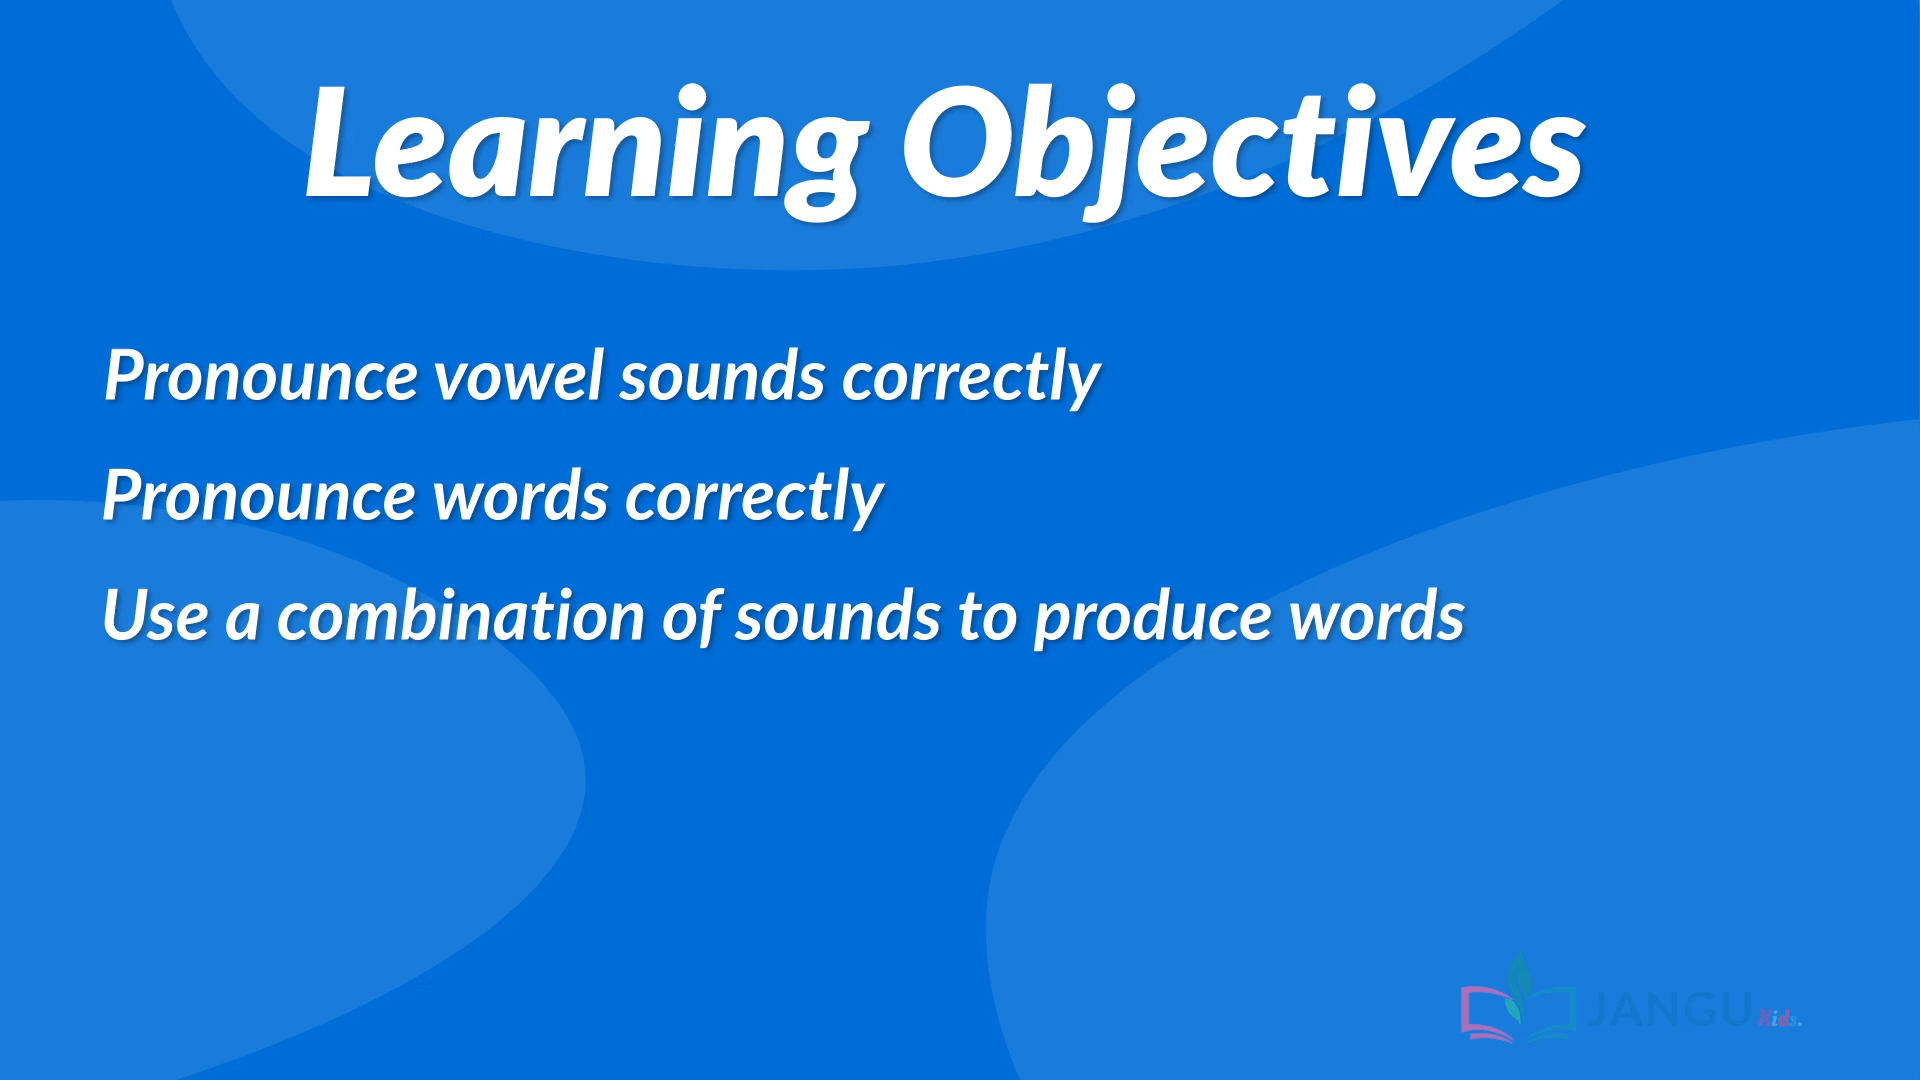 Learning Objectives
Pronounce vowel sounds correctly
Pronounce words correctly
Use a combination of sounds to produce words
JANGU Kids.